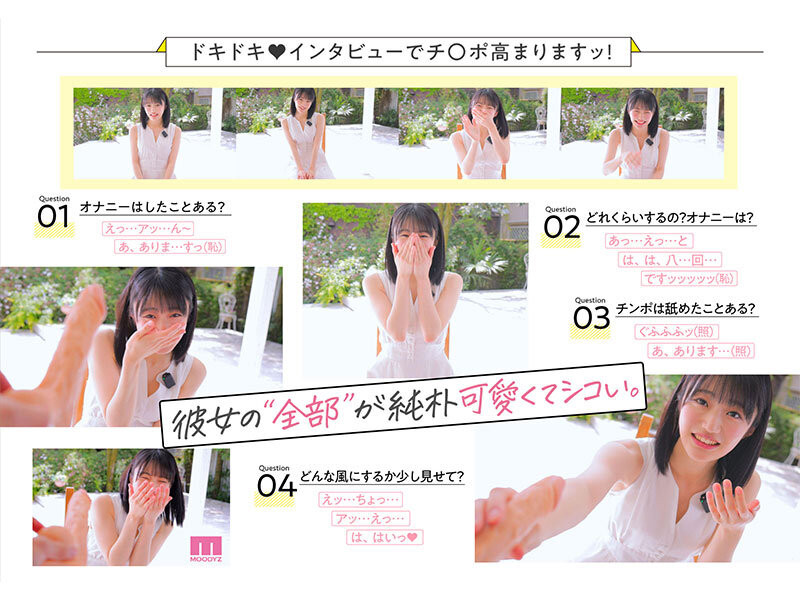 ドキドキ♥インタビューでチ〇ポ高まりますッ!
Question
01
オナニーはしたことある?
えっ…アッ…ん~
あ、ありま…すっ(恥)
Question
02
どれくらいするの?オナニーは?
あっ…えっ…と
は、は、八…回…
ですッッッッッ(恥)
Question
03
チンポは舐めたことある?
ぐふふふッ(照)
あ、あります…(照)
彼女の“全部”が純朴可愛くてシコい。
Question
04
どんな風にするか少し見せて?
えッ…ちょっ…
アッ…えっ…
は、はいっ♥
MOODYZ